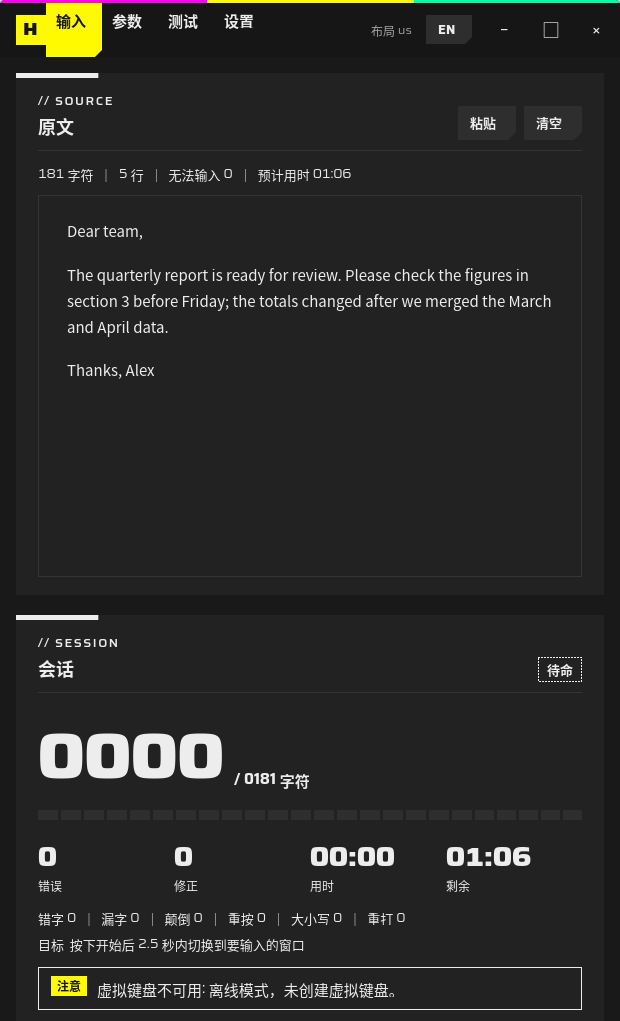 H 输入 参数 测试 设置 布局 us EN
// SOURCE
原文
粘贴 清空
181 字符 | 5 行 | 无法输入 0 | 预计用时 01:06
Dear team,
The quarterly report is ready for review. Please check the figures in
section 3 before Friday; the totals changed after we merged the March
and April data.
Thanks, Alex
// SESSION
会话
待命
0000 / 0181 字符
0 0 00:00 01:06
错误 修正 用时 剩余
错字 0 | 漏字 0 | 颠倒 0 | 重按 0 | 大小写 0 | 重打 0
目标 按下开始后 2.5 秒内切换到要输入的窗口
注意 虚拟键盘不可用: 离线模式，未创建虚拟键盘。